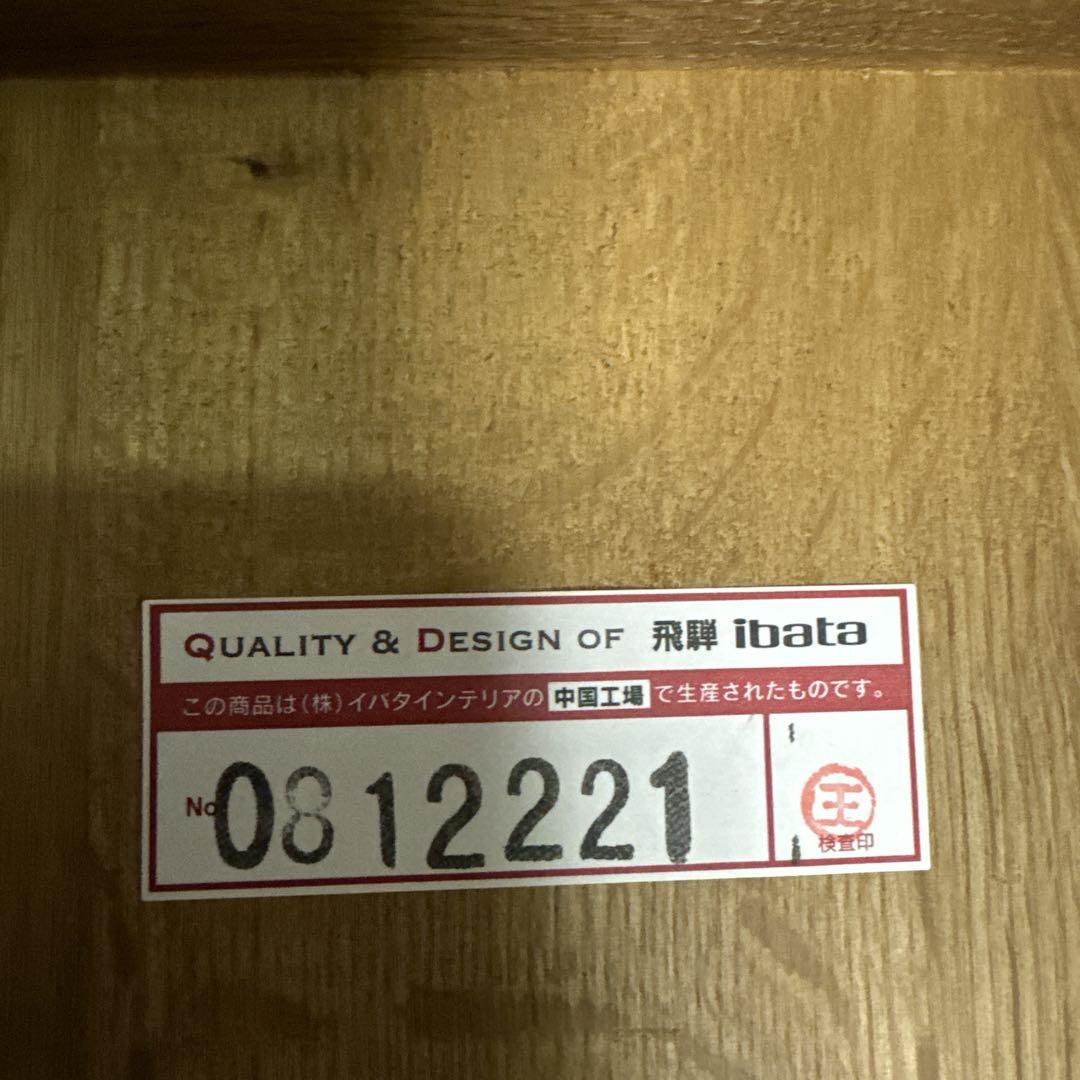 QUALITY & DESIGN OF 飛騨 ibata
この商品は(株)イバタインテリアの 中国工場 で生産されたものです。
No 0812221
王
検査印